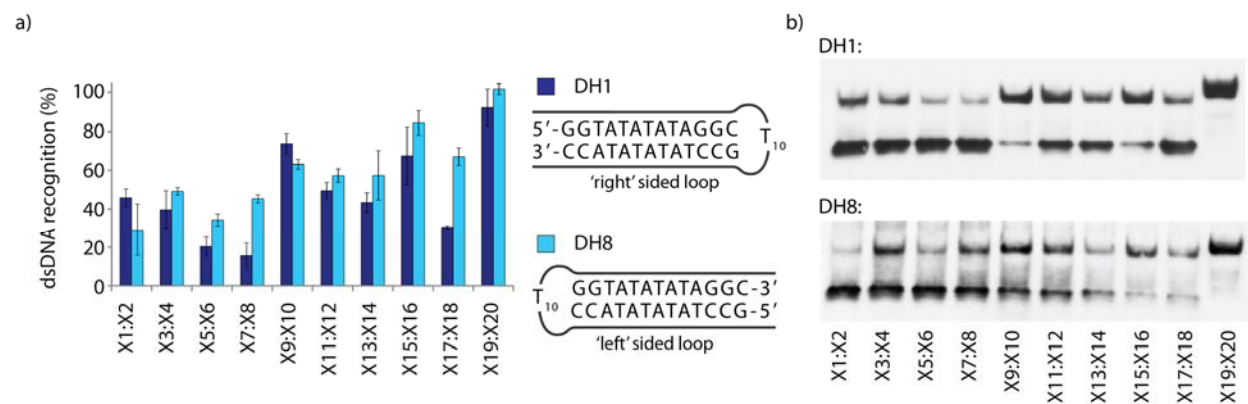 a)
dsDNA recognition (%)
100
80
60
40
20
0
X1:X2
X3:X4
X5:X6
X7:X8
X9:X10
X11:X12
X13:X14
X15:X16
X17:X18
X19:X20
DH1
5′-GGTATATATAGGC
3′-CCATATATATCCG
T10
'right' sided loop
DH8
T10
GGTATATATAGGC-3′
CCATATATATCCG-5′
'left' sided loop
b)
DH1:
DH8:
X1:X2
X3:X4
X5:X6
X7:X8
X9:X10
X11:X12
X13:X14
X15:X16
X17:X18
X19:X20